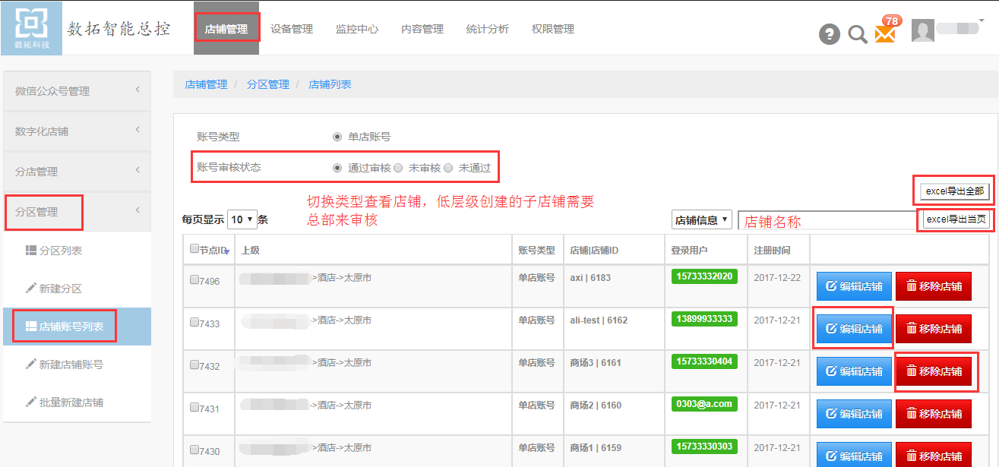 数拓科技
数拓智能总控
店铺管理 设备管理 监控中心 内容管理 统计分析 权限管理
?
78
微信公众号管理
数字化店铺
分店管理
分区管理
分区列表
新建分区
店铺账号列表
新建店铺账号
批量新建店铺
店铺管理 / 分区管理 / 店铺列表
账号类型 单店账号
账号审核状态 通过审核 未审核 未通过
excel导出全部
切换类型查看店铺，低层级创建的子店铺需要
总部来审核
每页显示 10 条 店铺信息 店铺名称 excel导出当页
节点ID 上级 账号类型 店铺|店铺ID 登录用户 注册时间
7496 ->酒店->太原市 单店账号 axi | 6183 15733332020 2017-12-22 编辑店铺 移除店铺
7433 ->酒店->太原市 单店账号 ali-test | 6162 13899933333 2017-12-21 编辑店铺 移除店铺
7432 ->酒店->太原市 单店账号 商场3 | 6161 15733330404 2017-12-21 编辑店铺 移除店铺
7431 ->酒店->太原市 单店账号 商场2 | 6160 0303@a.com 2017-12-21 编辑店铺 移除店铺
7430 ->酒店->太原市 单店账号 商场1 | 6159 15733330303 2017-12-21 编辑店铺 移除店铺